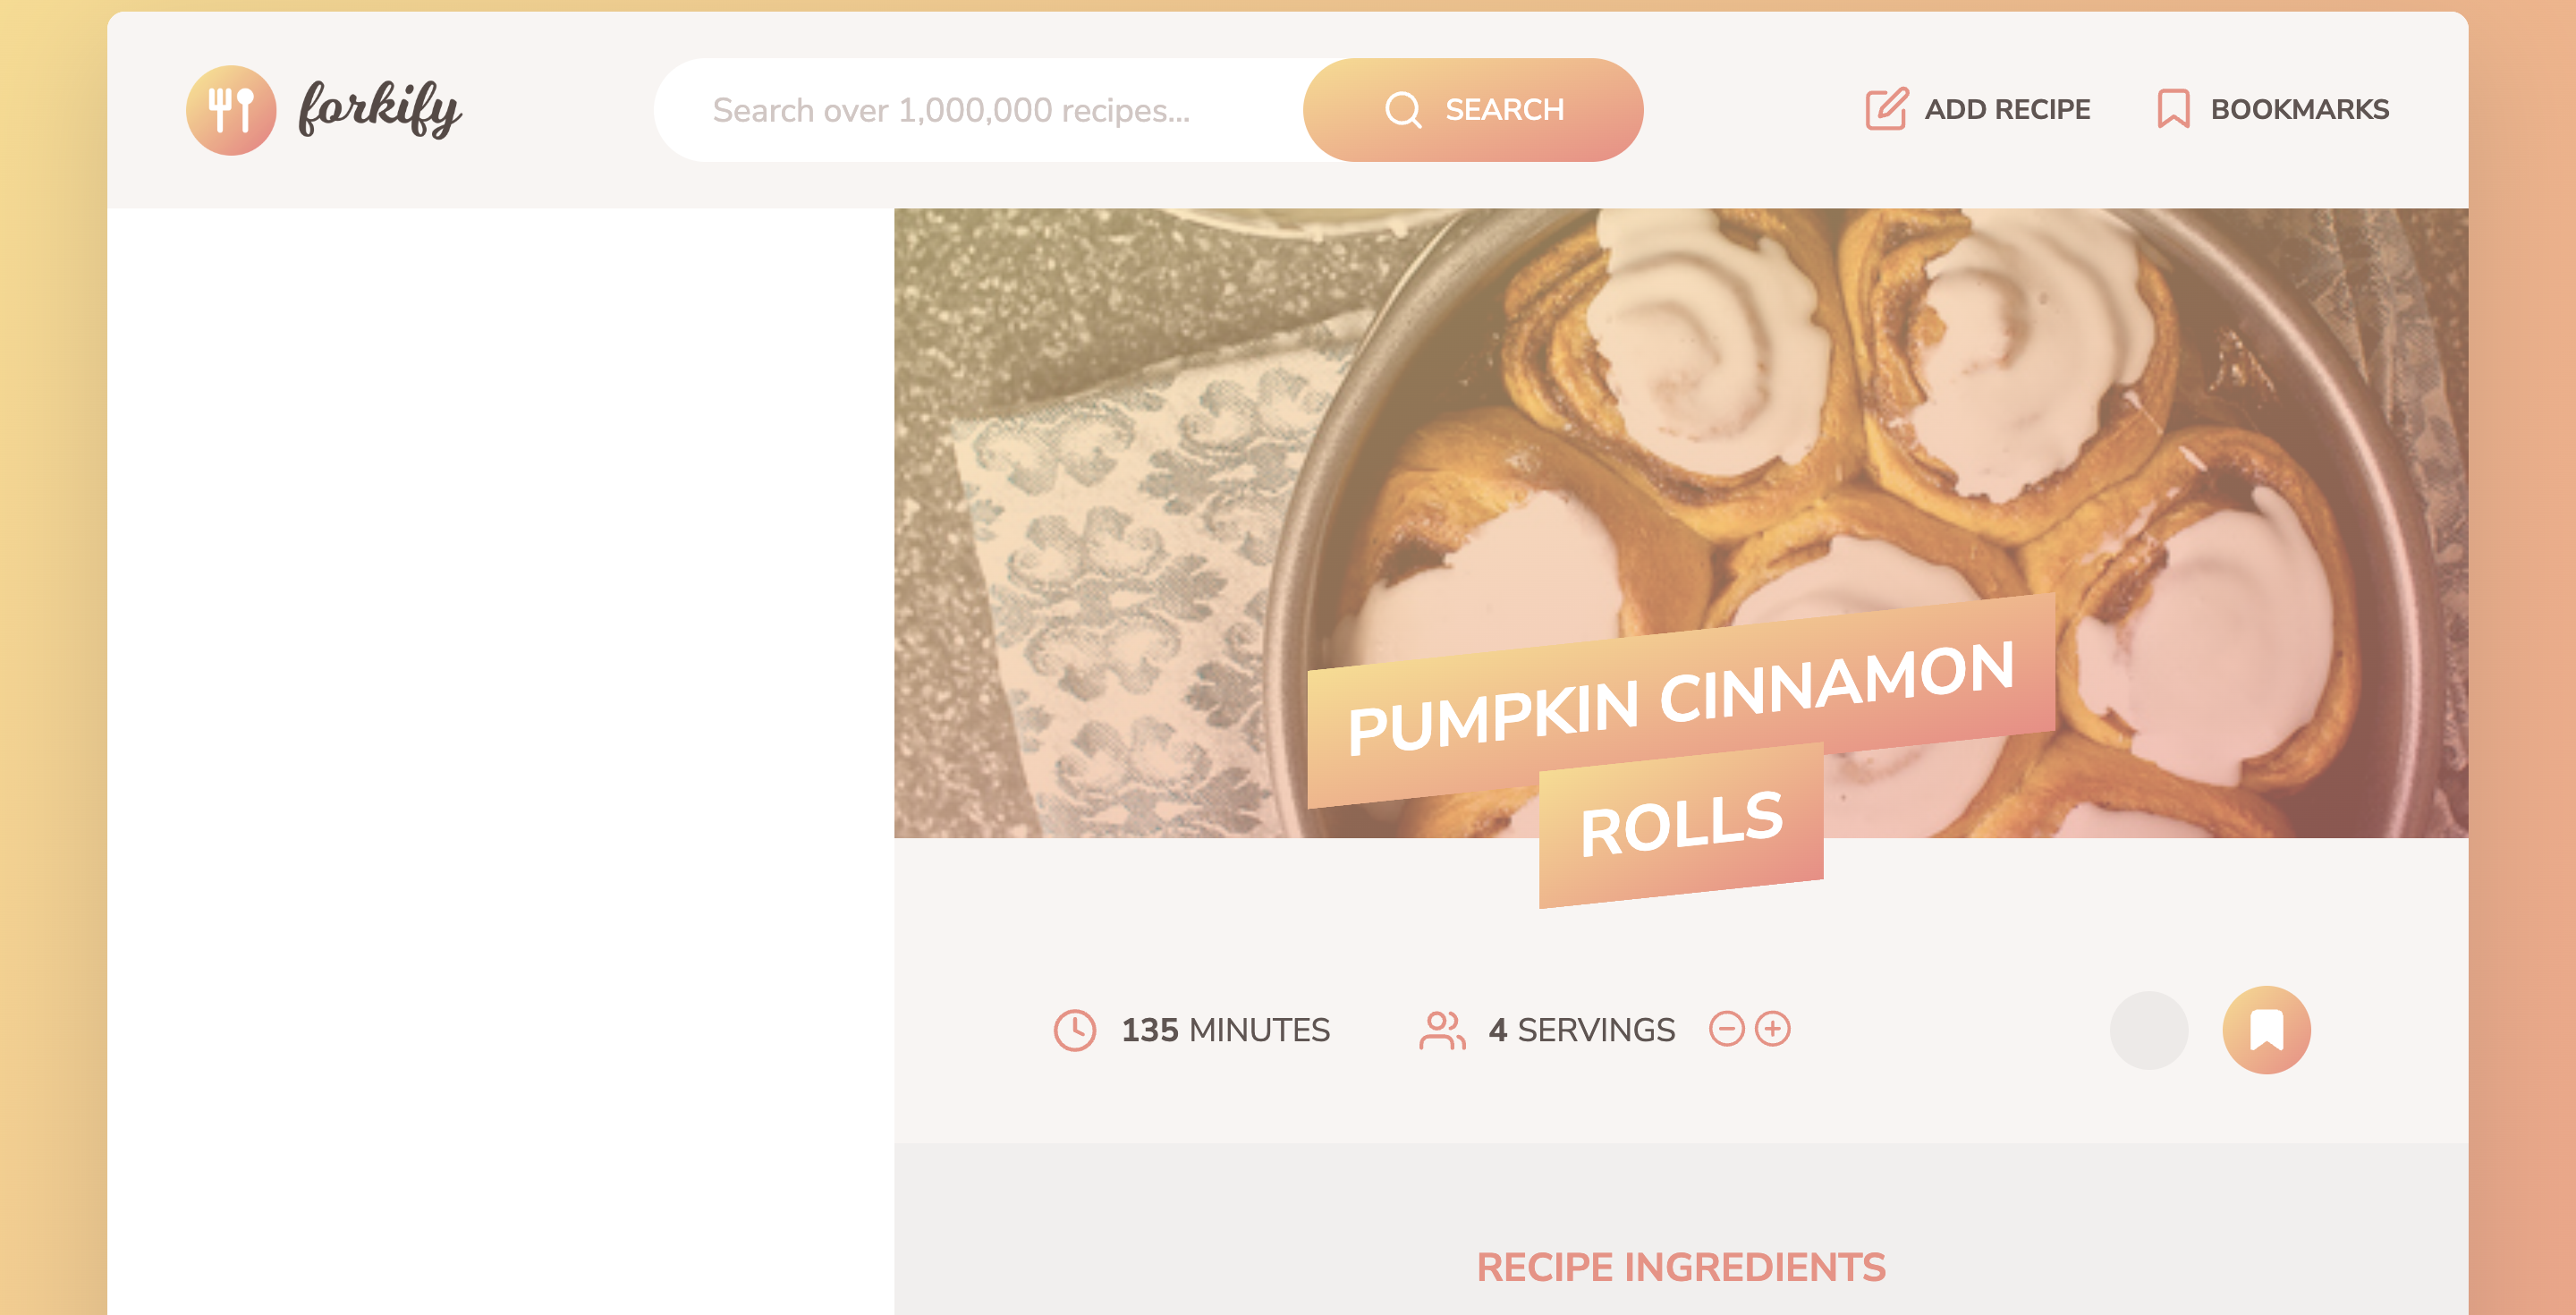 forkify
Search over 1,000,000 recipes...
SEARCH
ADD RECIPE
BOOKMARKS
PUMPKIN CINNAMON
ROLLS
135 MINUTES
4 SERVINGS
RECIPE INGREDIENTS